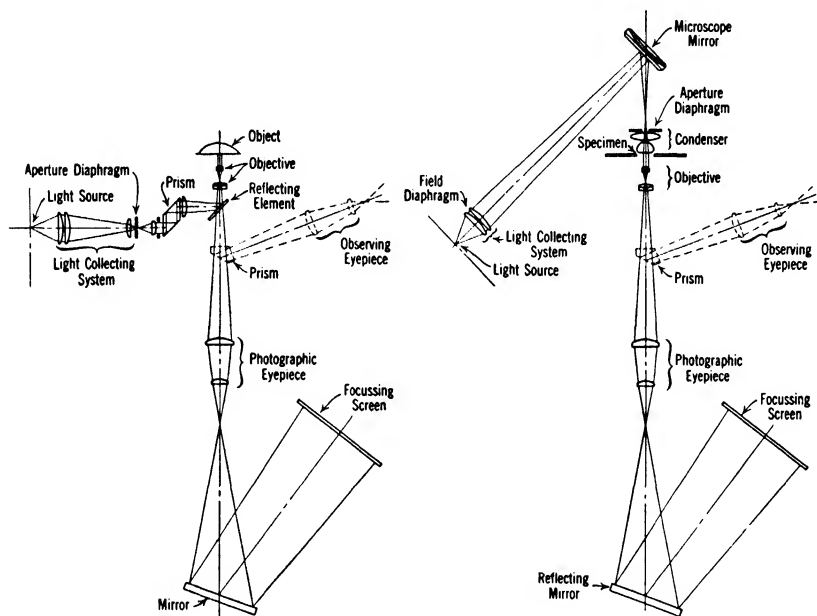 Object
Objective
Aperture Diaphragm
Prism
Reflecting
Element
Light Source
Light Collecting
System
Observing
Eyepiece
Prism
Photographic
Eyepiece
Focussing
Screen
Mirror
Microscope
Mirror
Aperture
Diaphragm
Condenser
Specimen
Objective
Field
Diaphragm
Light Collecting
System
Light Source
Observing
Eyepiece
Prism
Photographic
Eyepiece
Focussing
Screen
Reflecting
Mirror